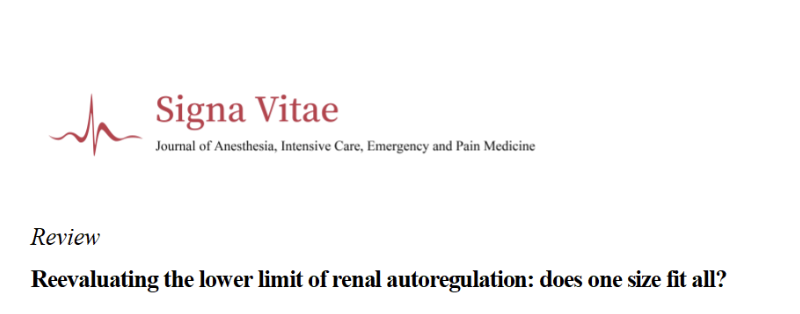 Signa Vitae
Journal of Anesthesia, Intensive Care, Emergency and Pain Medicine
Review
Reevaluating the lower limit of renal autoregulation: does one size fit all?